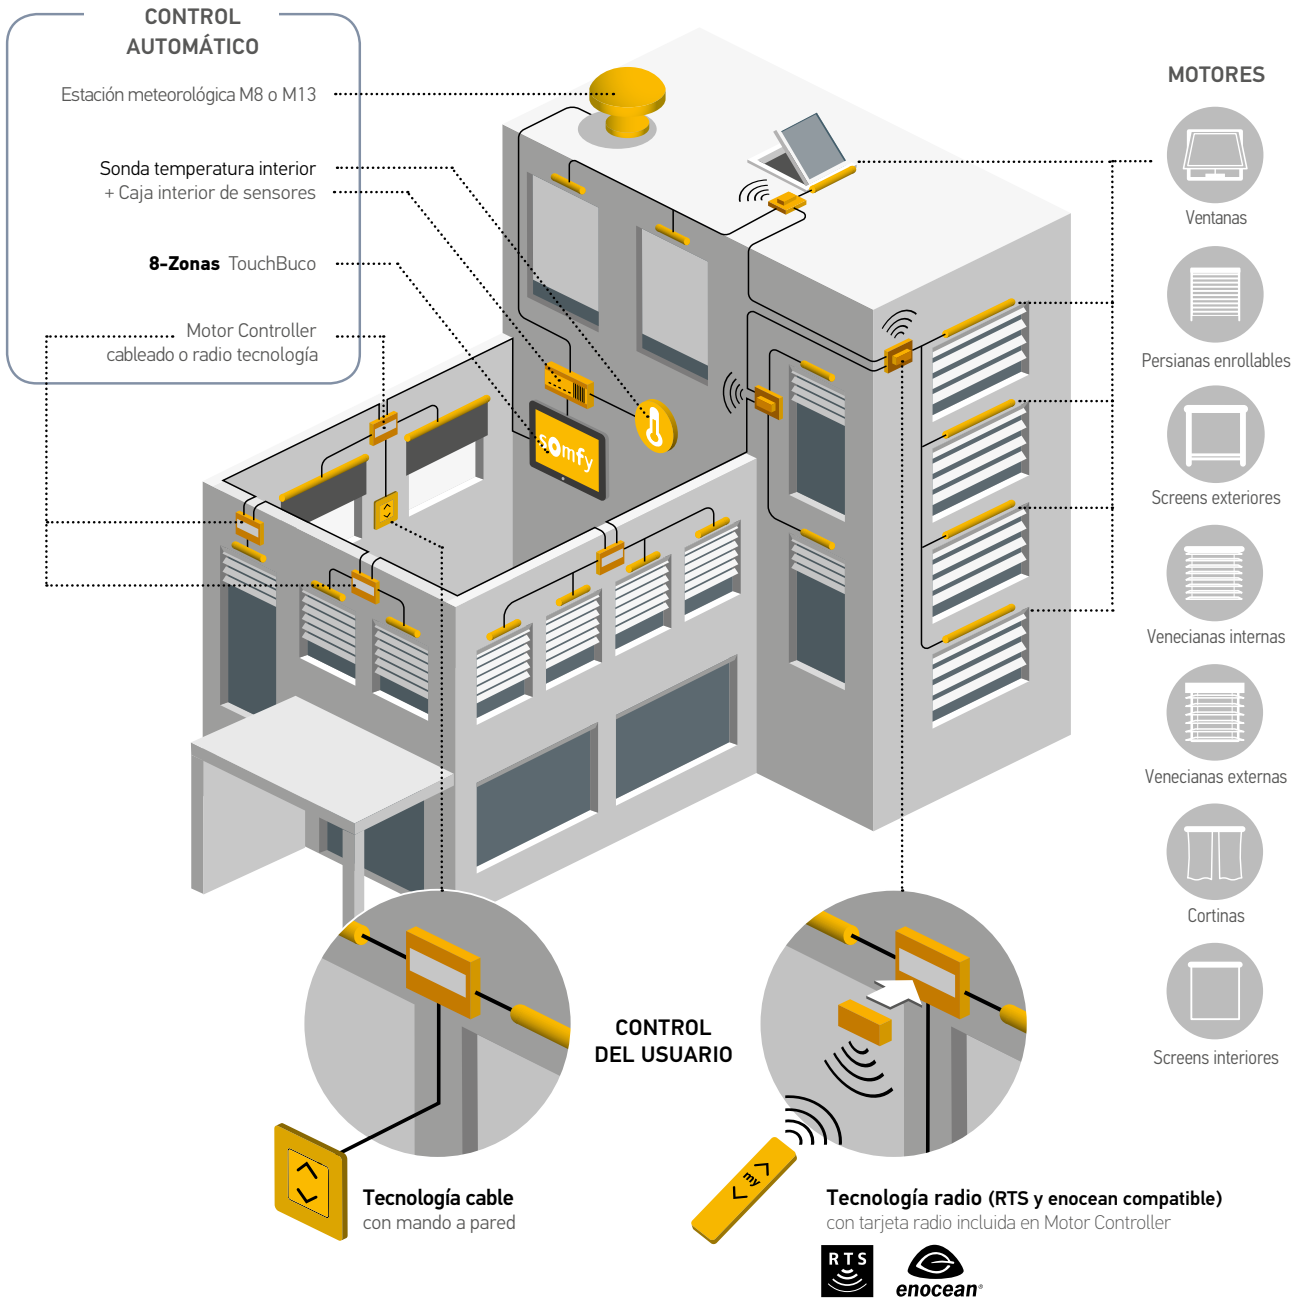 CONTROL
AUTOMÁTICO
Estación meteorológica M8 o M13
Sonda temperatura interior
+ Caja interior de sensores
8-Zonas TouchBuco
Motor Controller
cableado o radio tecnología
somfy
MOTORES
Ventanas
Persianas enrollables
Screens exteriores
Venecianas internas
Venecianas externas
Cortinas
Screens interiores
CONTROL
DEL USUARIO
Tecnología cable
con mando a pared
my
Tecnología radio (RTS y enocean compatible)
con tarjeta radio incluida en Motor Controller
RTS
enocean®